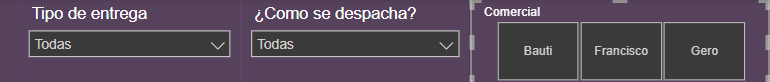 Tipo de entrega
Todas
¿Como se despacha?
Todas
Comercial
Bauti
Francisco
Gero